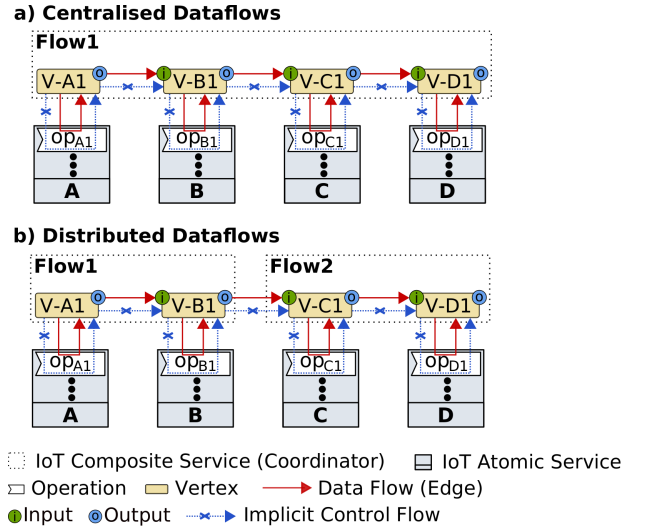 a) Centralised Dataflows
Flow1
V-A1 o i V-B1 o i V-C1 o i V-D1 o
opA1 opB1 opC1 opD1
A B C D
b) Distributed Dataflows
Flow1 Flow2
V-A1 o i V-B1 o i V-C1 o i V-D1 o
opA1 opB1 opC1 opD1
A B C D
IoT Composite Service (Coordinator) IoT Atomic Service
Operation Vertex Data Flow (Edge)
i Input o Output Implicit Control Flow